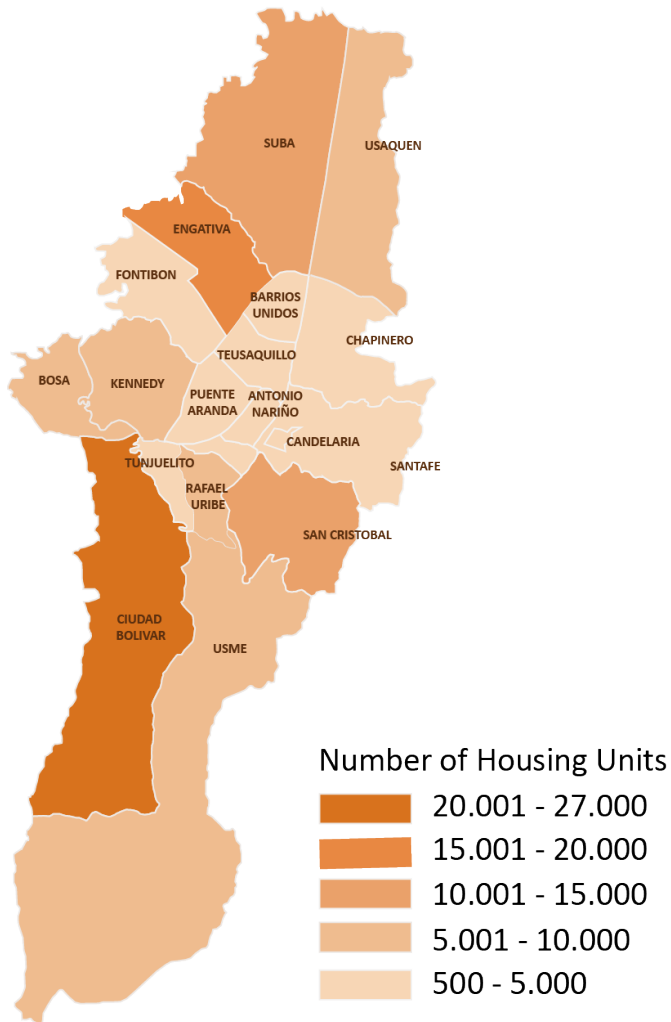 SUBA
USAQUEN
ENGATIVA
FONTIBON
BARRIOS
UNIDOS
CHAPINERO
TEUSAQUILLO
BOSA
KENNEDY
PUENTE
ARANDA
ANTONIO
NARIÑO
CANDELARIA
TUNJUELITO
SANTAFE
RAFAEL
URIBE
SAN CRISTOBAL
CIUDAD
BOLIVAR
USME
Number of Housing Units
20.001 - 27.000
15.001 - 20.000
10.001 - 15.000
5.001 - 10.000
500 - 5.000